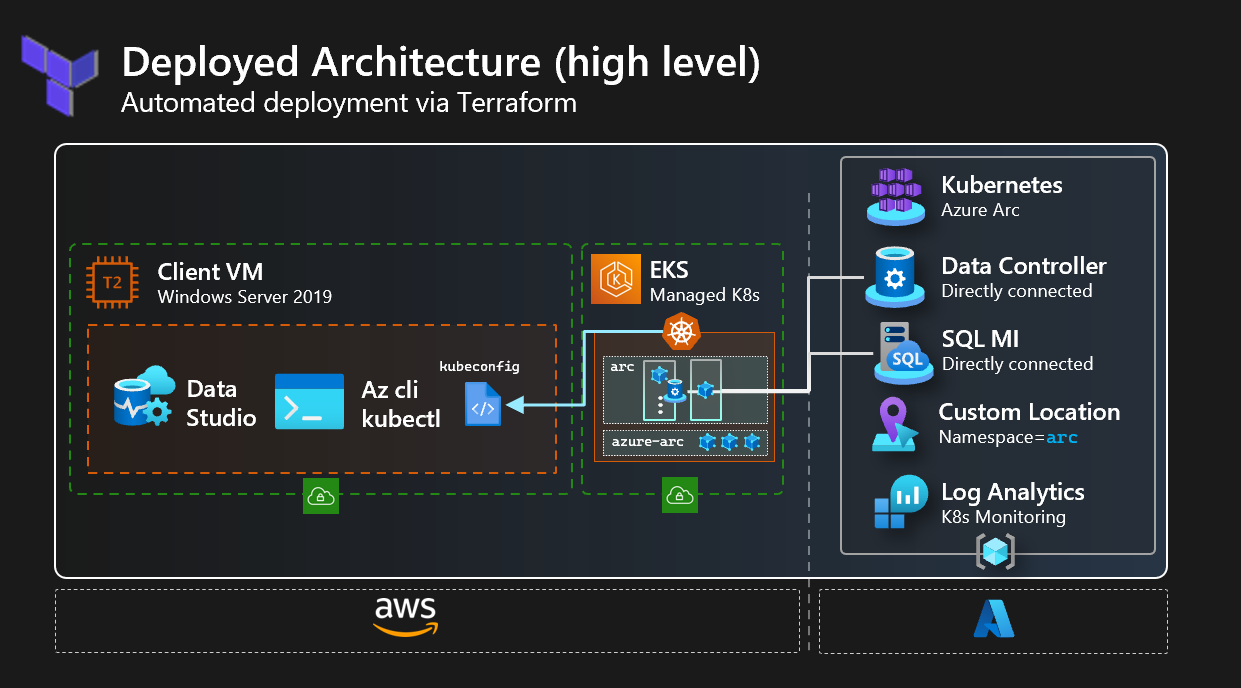 Deployed Architecture (high level)
Automated deployment via Terraform
T2
Client VM
Windows Server 2019
Data
Studio
Az cli
kubectl
kubeconfig
EKS
Managed K8s
K
arc
azure-arc
Kubernetes
Azure Arc
Data Controller
Directly connected
SQL
SQL MI
Directly connected
Custom Location
Namespace=arc
Log Analytics
K8s Monitoring
aws